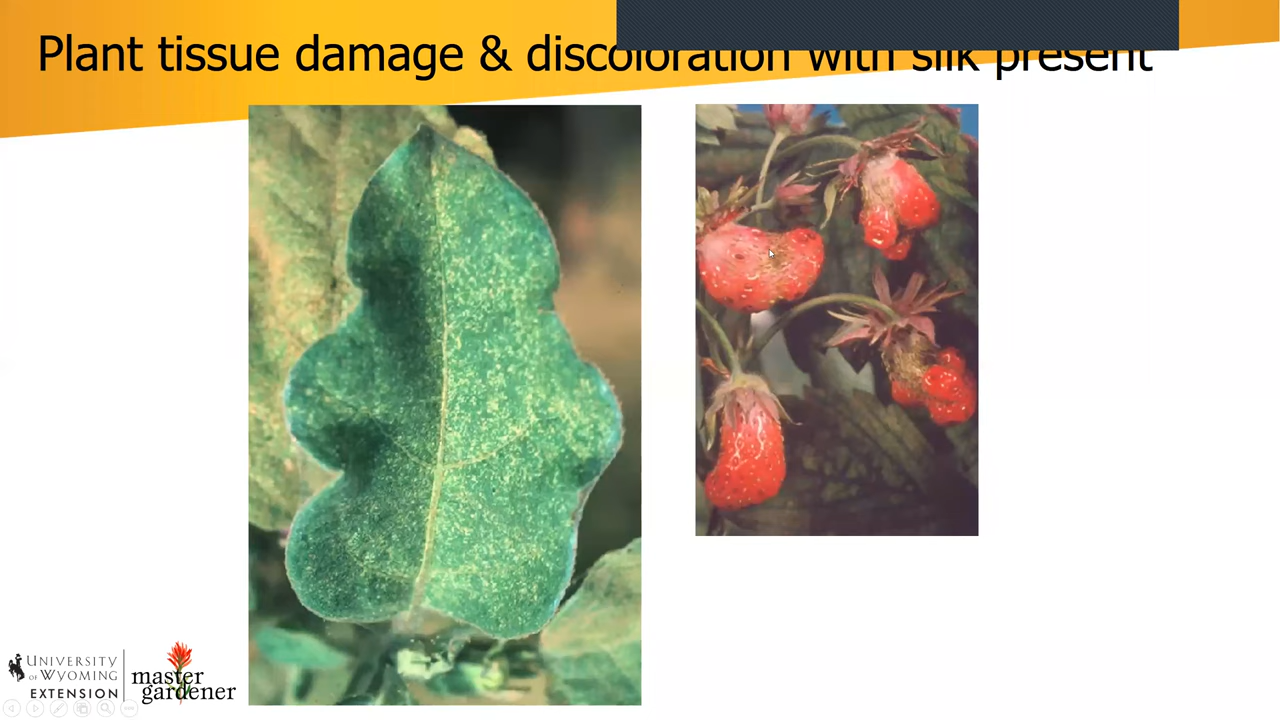 Plant tissue damage & discoloration with silk present
UNIVERSITY
OF WYOMING
EXTENSION
master
gardener